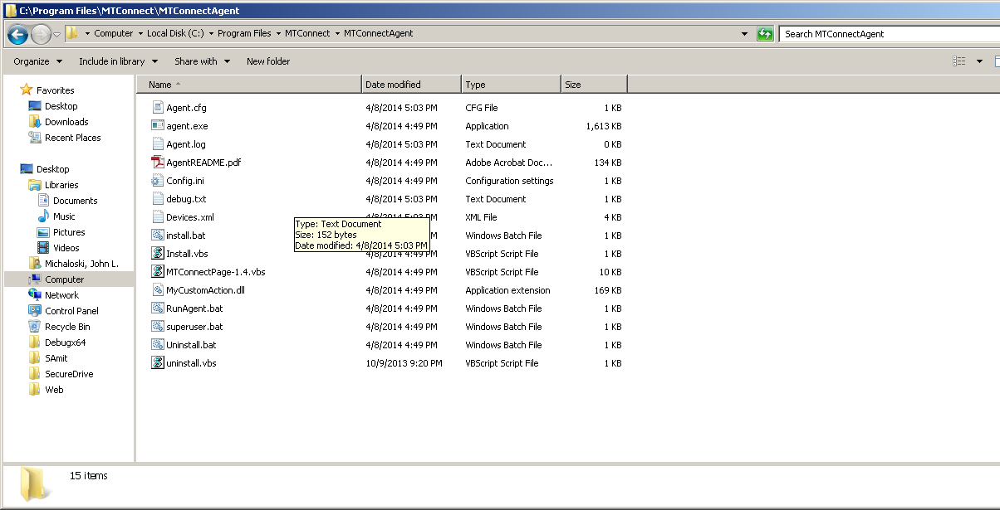 C:\Program Files\MTConnect\MTConnectAgent
Computer Local Disk (C:) Program Files MTConnect MTConnectAgent Search MTConnectAgent
Organize Include in library Share with New folder
Favorites
Desktop
Downloads
Recent Places
Desktop
Libraries
Documents
Music
Pictures
Videos
Michaloski, John L.
Computer
Network
Control Panel
Recycle Bin
Debugx64
SAmit
SecureDrive
Web
Name Date modified Type Size
Agent.cfg 4/8/2014 5:03 PM CFG File 1 KB
agent.exe 4/8/2014 4:49 PM Application 1,613 KB
Agent.log 4/8/2014 5:03 PM Text Document 0 KB
AgentREADME.pdf 4/8/2014 4:49 PM Adobe Acrobat Doc... 134 KB
Config.ini 4/8/2014 4:49 PM Configuration settings 1 KB
debug.txt 4/8/2014 5:03 PM Text Document 1 KB
Devices.xml 4/8/2014 5:03 PM XML File 4 KB
install.bat M Windows Batch File 1 KB
Install.vbs 4/8/2014 4:49 PM VBScript Script File 1 KB
MTConnectPage-1.4.vbs 4/8/2014 4:49 PM VBScript Script File 10 KB
MyCustomAction.dll 4/8/2014 4:49 PM Application extension 169 KB
RunAgent.bat 4/8/2014 4:49 PM Windows Batch File 1 KB
superuser.bat 4/8/2014 4:49 PM Windows Batch File 1 KB
Uninstall.bat 4/8/2014 4:49 PM Windows Batch File 1 KB
uninstall.vbs 10/9/2013 9:20 PM VBScript Script File 1 KB
Type: Text Document
Size: 152 bytes
Date modified: 4/8/2014 5:03 PM
15 items